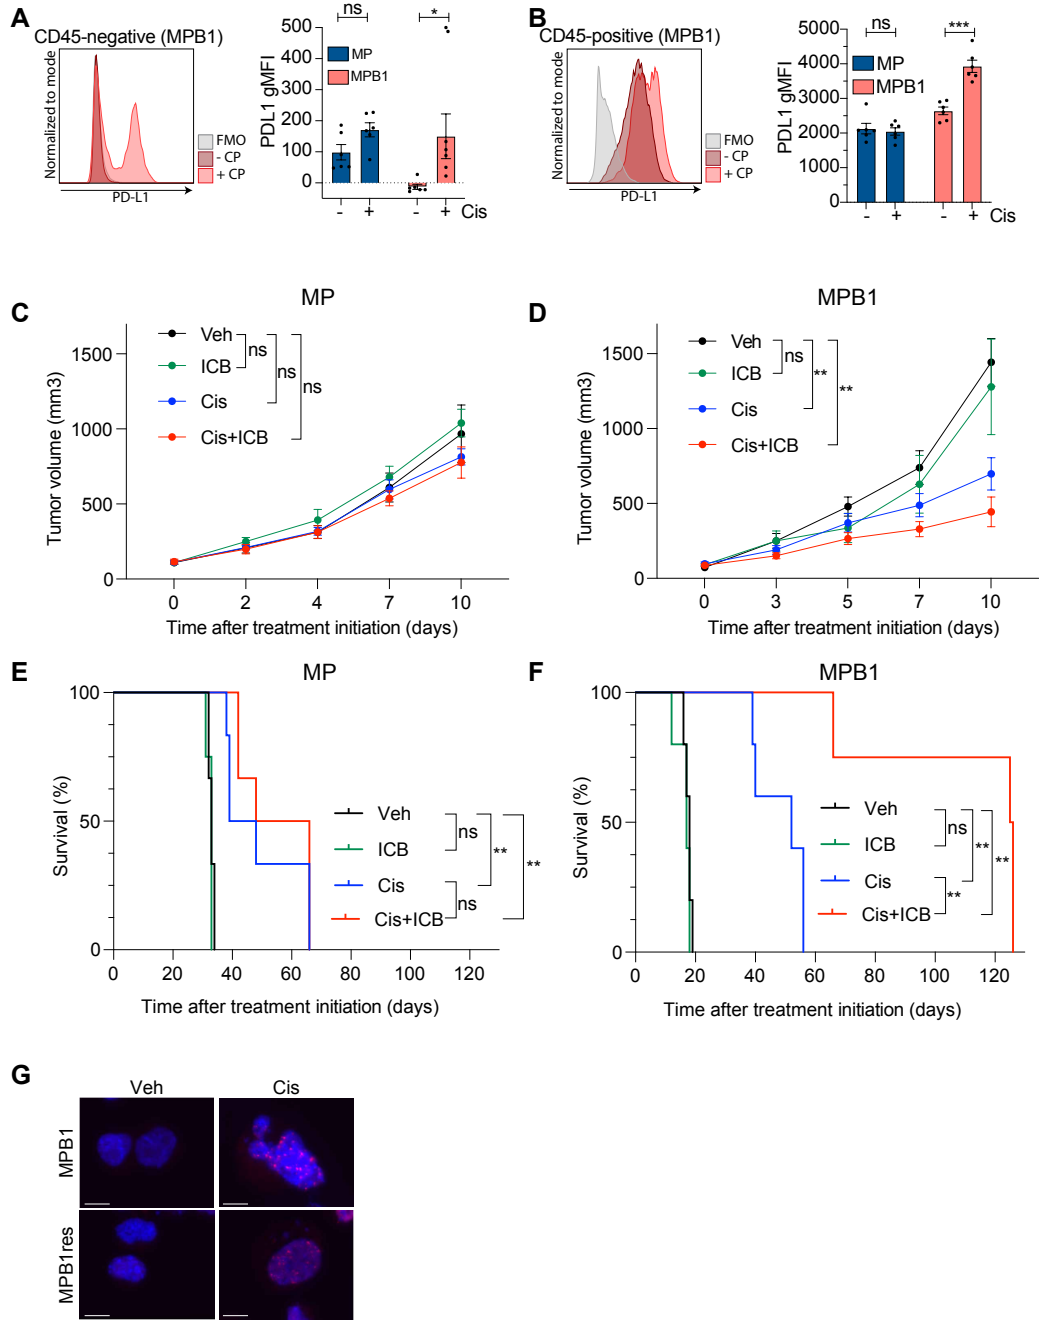 A
CD45-negative (MPB1)
Normalized to mode
PD-L1
FMO
- CP
+ CP
PDL1 gMFI
500
400
300
200
100
0
ns
*
MP
MPB1
- + - + Cis
B
CD45-positive (MPB1)
Normalized to mode
PD-L1
FMO
- CP
+ CP
PDL1 gMFI
5000
4000
3000
2000
1000
0
ns
***
MP
MPB1
- + - + Cis
C
MP
Tumor volume (mm3)
1500
1000
500
0
Veh
ICB
Cis
Cis+ICB
ns
ns
ns
0 2 4 7 10
Time after treatment initiation (days)
D
MPB1
Tumor volume (mm3)
1500
1000
500
0
Veh
ICB
Cis
Cis+ICB
ns
**
**
0 3 5 7 10
Time after treatment initiation (days)
E
MP
Survival (%)
100
50
0
Veh
ICB
Cis
Cis+ICB
ns
**
**
ns
0 20 40 60 80 100 120
Time after treatment initiation (days)
F
MPB1
Survival (%)
100
50
0
Veh
ICB
Cis
Cis+ICB
ns
**
**
**
0 20 40 60 80 100 120
Time after treatment initiation (days)
G
Veh Cis
MPB1
MPB1res